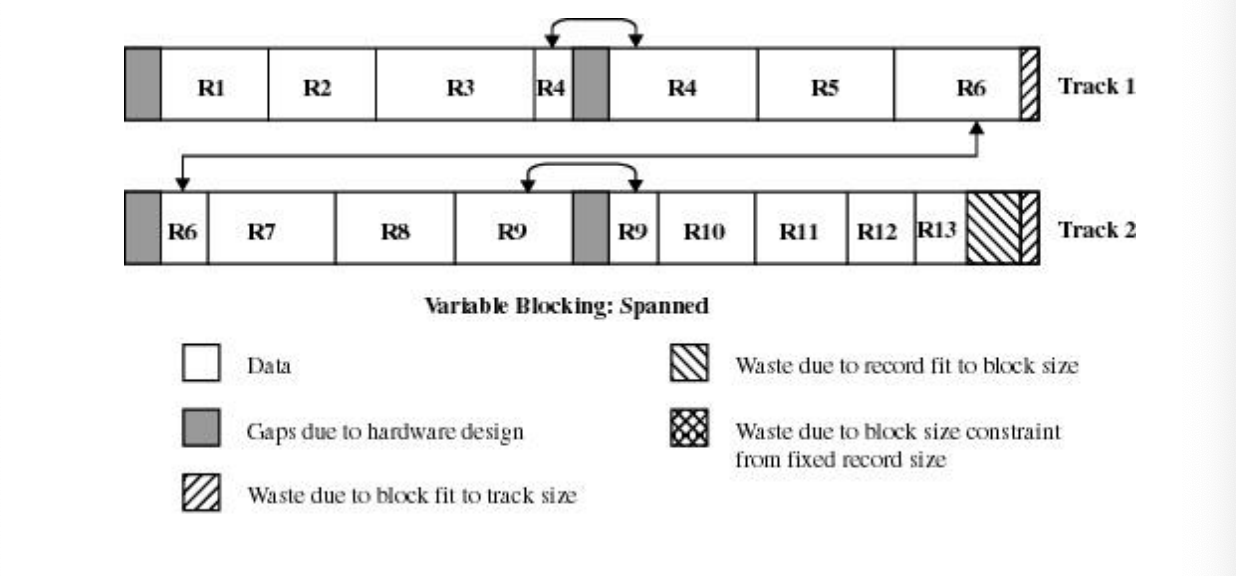 R1 R2 R3 R4 R4 R5 R6 Track 1
R6 R7 R8 R9 R9 R10 R11 R12 R13 Track 2
Variable Blocking: Spanned
Data
Waste due to record fit to block size
Gaps due to hardware design
Waste due to block size constraint
from fixed record size
Waste due to block fit to track size